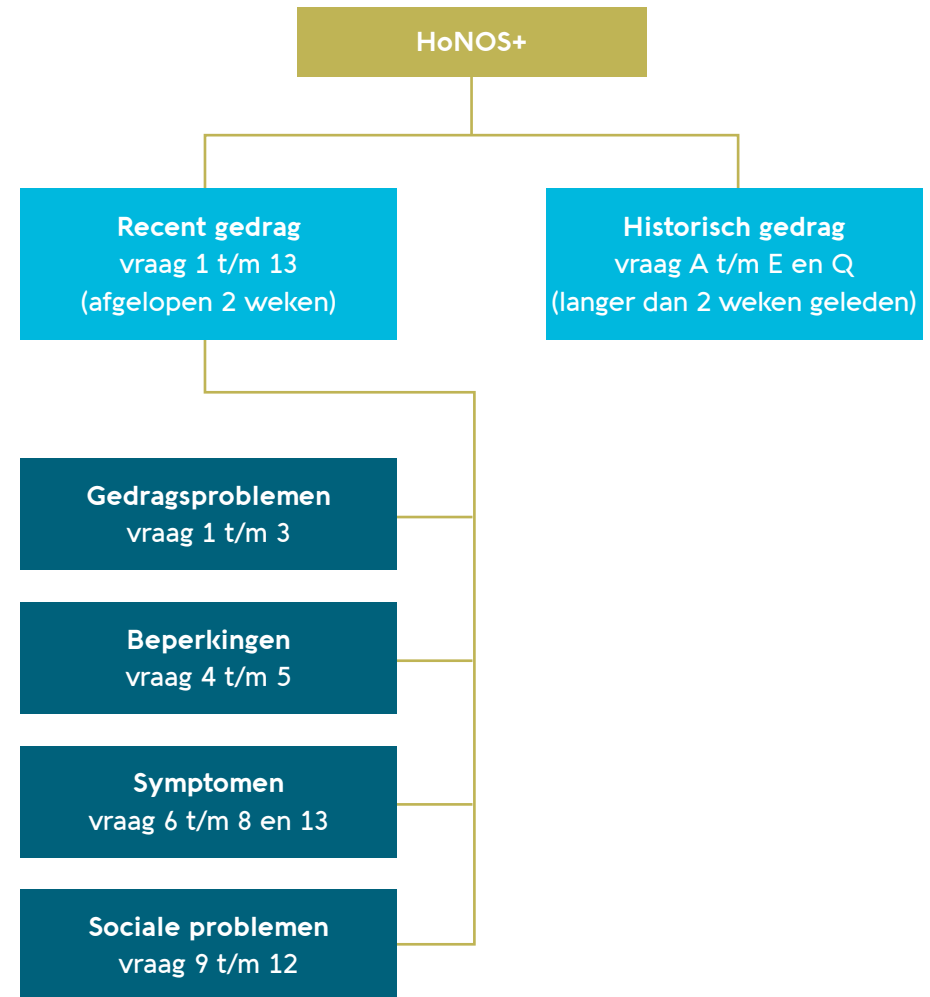 HoNOS+
Recent gedrag
vraag 1 t/m 13
(afgelopen 2 weken)
Historisch gedrag
vraag A t/m E en Q
(langer dan 2 weken geleden)
Gedragsproblemen
vraag 1 t/m 3
Beperkingen
vraag 4 t/m 5
Symptomen
vraag 6 t/m 8 en 13
Sociale problemen
vraag 9 t/m 12